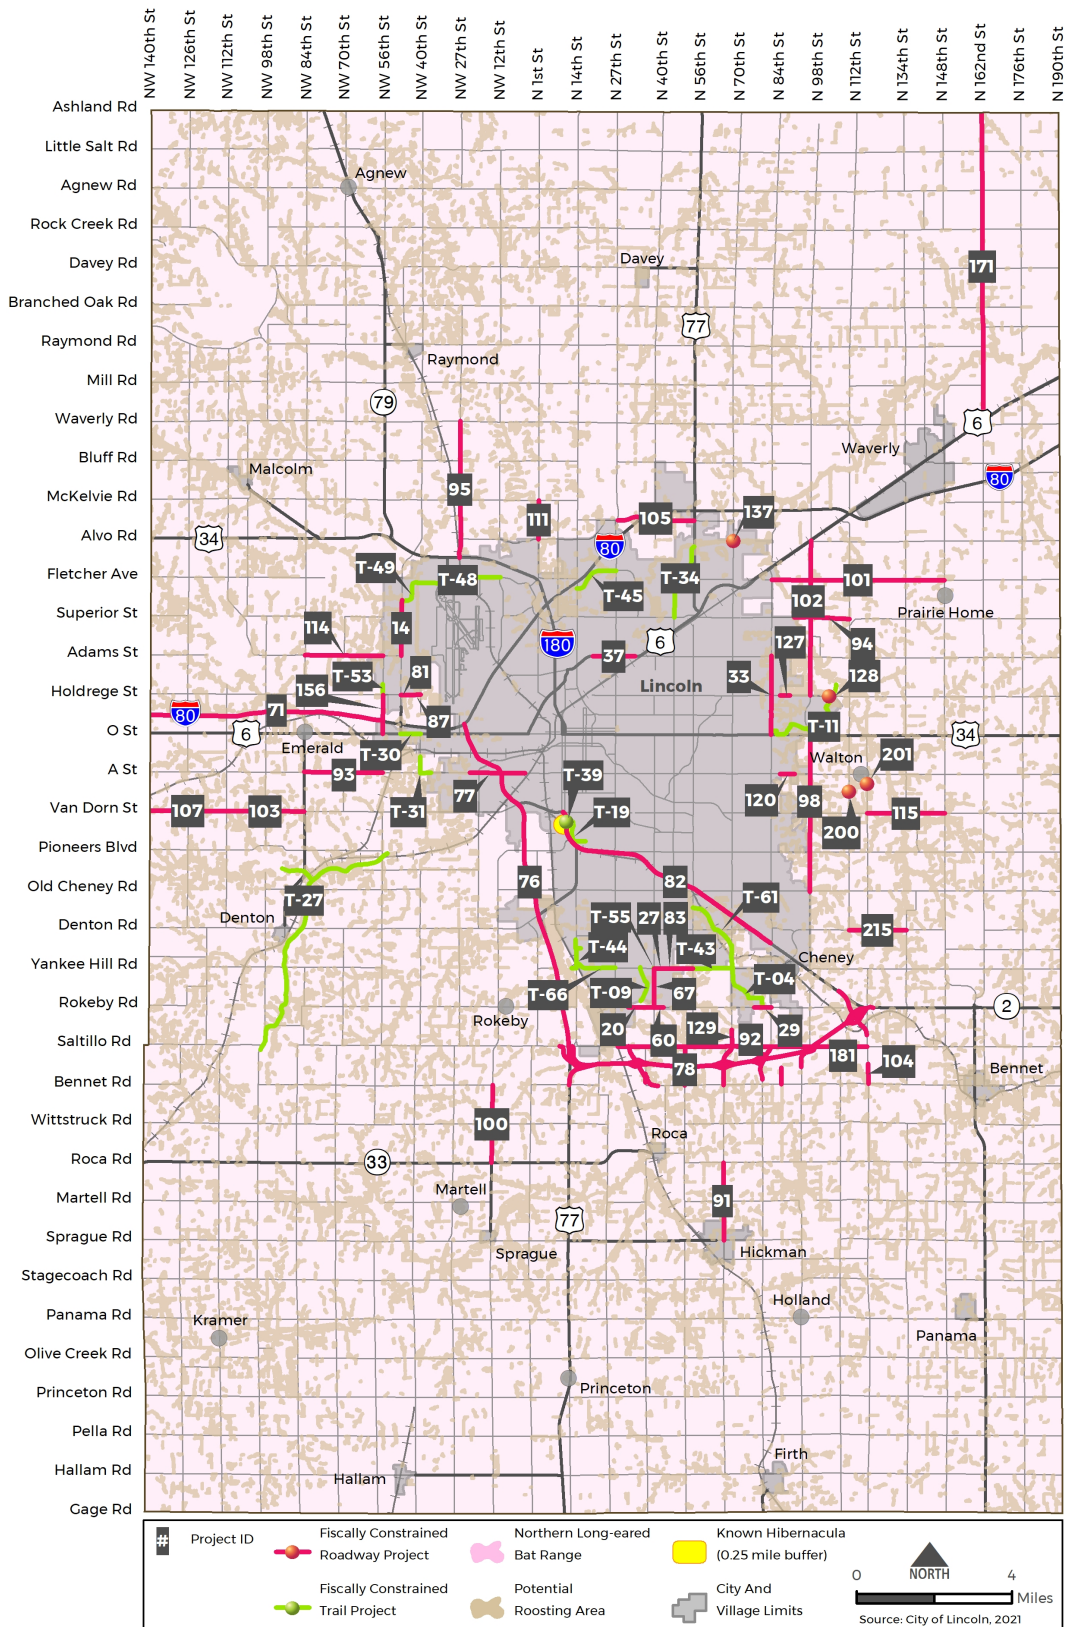 NW 140th St
NW 126th St
NW 112th St
NW 98th St
NW 84th St
NW 70th St
NW 56th St
NW 40th St
NW 27th St
NW 12th St
N 1st St
N 14th St
N 27th St
N 40th St
N 56th St
N 70th St
N 84th St
N 98th St
N 112th St
N 134th St
N 148th St
N 162nd St
N 176th St
N 190th St
Ashland Rd
Little Salt Rd
Agnew Rd
Rock Creek Rd
Davey Rd
Branched Oak Rd
Raymond Rd
Mill Rd
Waverly Rd
Bluff Rd
McKelvie Rd
Alvo Rd
Fletcher Ave
Superior St
Adams St
Holdrege St
O St
A St
Van Dorn St
Pioneers Blvd
Old Cheney Rd
Denton Rd
Yankee Hill Rd
Rokeby Rd
Saltillo Rd
Bennet Rd
Wittstruck Rd
Roca Rd
Martell Rd
Sprague Rd
Stagecoach Rd
Panama Rd
Olive Creek Rd
Princeton Rd
Pella Rd
Hallam Rd
Gage Rd
Agnew
Davey
171
77
Raymond
79
6
Waverly
Malcolm
80
95
111
105
137
34
80
T-49
T-48
T-45
T-34
101
102
Prairie Home
114
14
180
6
127
94
37
T-53
81
33
128
Lincoln
156
71
80
6
87
T-11
34
Emerald
T-30
Walton
201
93
T-39
77
120
98
107
103
T-31
T-19
115
200
76
82
T-27
T-61
Denton
T-55
27
83
215
T-44
T-43
Cheney
T-04
T-66
T-09
67
2
Rokeby
20
60
129
92
29
181
104
78
Bennet
100
Roca
33
Martell
91
77
Sprague
Hickman
Kramer
Holland
Panama
Princeton
Firth
Hallam
#
Project ID
Fiscally Constrained
Roadway Project
Northern Long-eared
Bat Range
Known Hibernacula
(0.25 mile buffer)
Fiscally Constrained
Trail Project
Potential
Roosting Area
City And
Village Limits
NORTH
0
4
Miles
Source: City of Lincoln, 2021